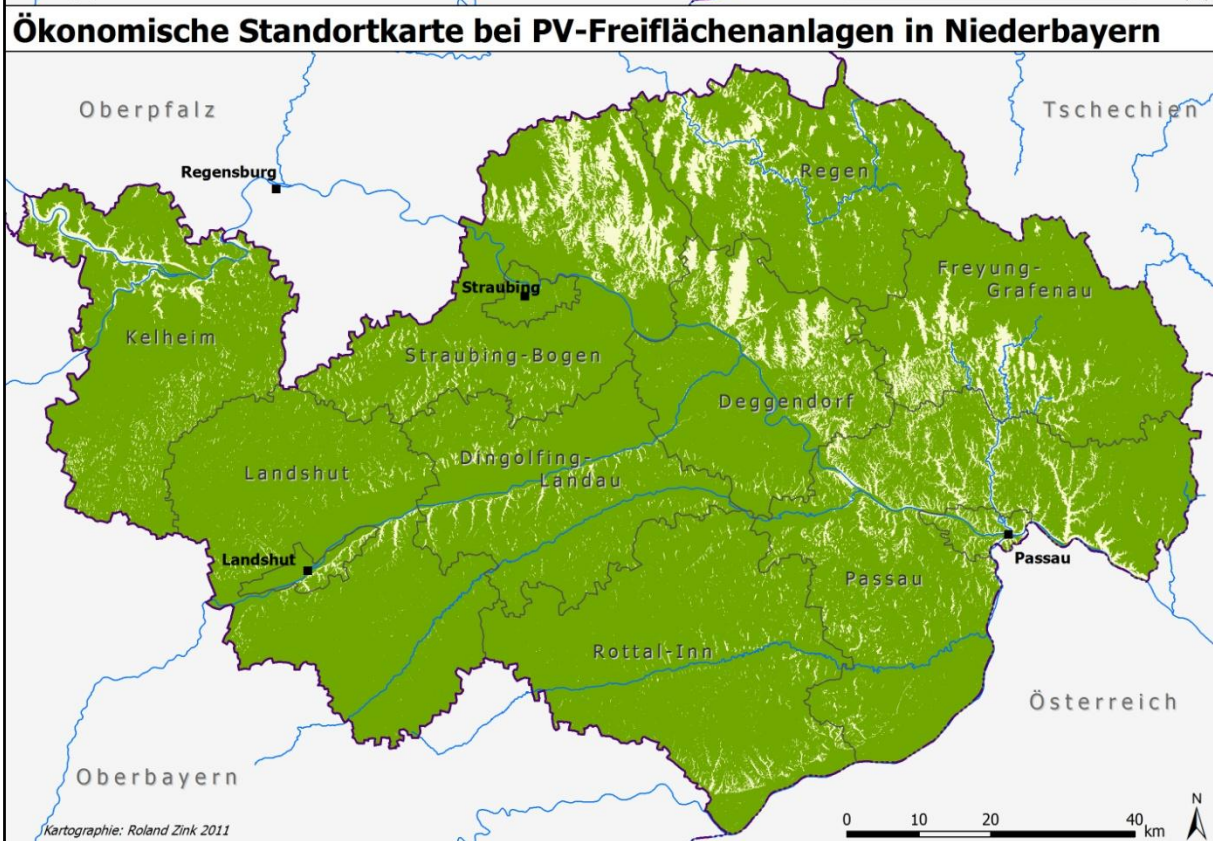 Ökonomische Standortkarte bei PV-Freiflächenanlagen in Niederbayern
Oberpfalz
Tschechien
Regensburg
Regen
Freyung-
Grafenau
Straubing
Kelheim
Straubing-Bogen
Deggendorf
Landshut
Dingolfing-
Landau
Landshut
Passau
Passau
Rottal-Inn
Österreich
Oberbayern
Kartographie: Roland Zink 2011
0 10 20 40 km
N